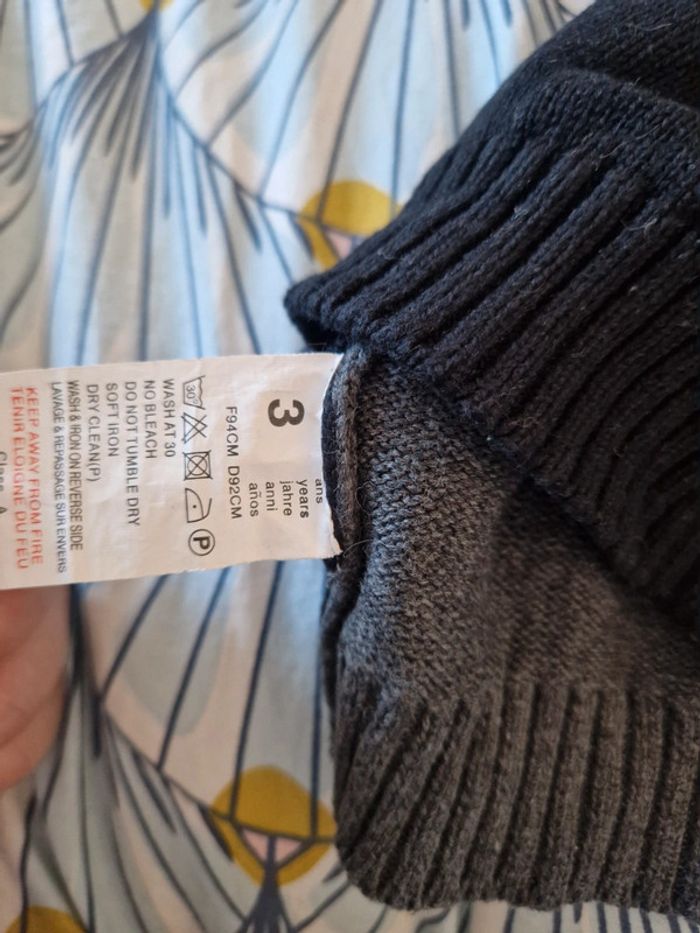 ans
3 years
jahre
anni
años
F94CM D92CM
30°
P
WASH AT 30
NO BLEACH
DO NOT TUMBLE DRY
SOFT IRON
DRY CLEAN(P)
WASH & IRON ON REVERSE SIDE
LAVAGE & REPASSAGE SUR ENVERS
KEEP AWAY FROM FIRE
TENIR ELOIGNE DU FEU
Class A